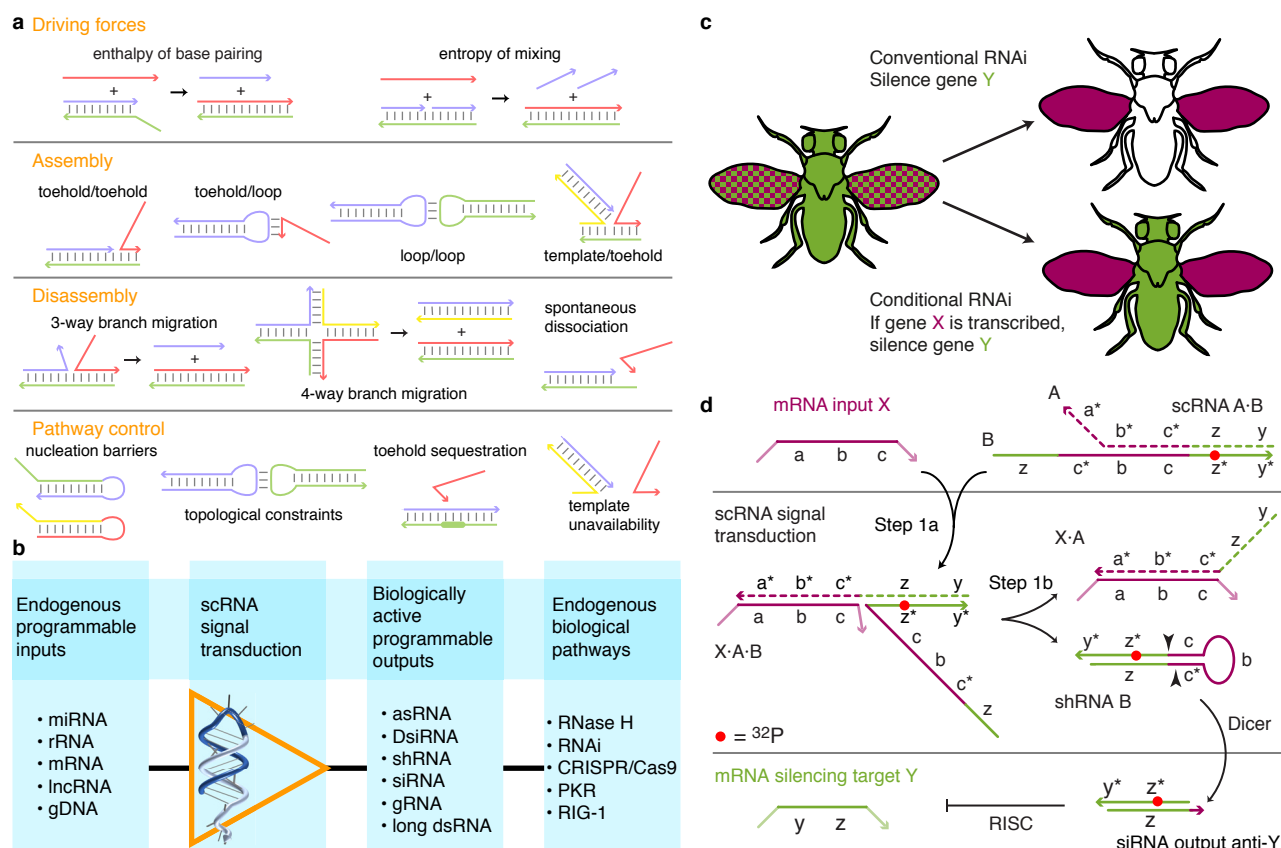 a
Driving forces
enthalpy of base pairing
entropy of mixing
+
+
+
+
Assembly
toehold/toehold
toehold/loop
loop/loop
template/toehold
Disassembly
3-way branch migration
+
4-way branch migration
+
spontaneous
dissociation
Pathway control
nucleation barriers
topological constraints
toehold sequestration
template
unavailability
b
Endogenous
programmable
inputs
scRNA
signal
transduction
Biologically
active
programmable
outputs
Endogenous
biological
pathways
• miRNA
• rRNA
• mRNA
• lncRNA
• gDNA
• asRNA
• DsiRNA
• shRNA
• siRNA
• gRNA
• long dsRNA
• RNase H
• RNAi
• CRISPR/Cas9
• PKR
• RIG-1
c
Conventional RNAi
Silence gene Y
Conditional RNAi
If gene X is transcribed,
silence gene Y
d
mRNA input X
a b c
A
scRNA A·B
a*
b* c* z y
B
z c* b c z* y*
scRNA signal
transduction
Step 1a
a* b* c* z y
a b c z* y*
X·A·B
c
b
c*
z
Step 1b
X·A
y
z
a* b* c*
a b c
y* z* c
b
z c*
shRNA B
= 32P
Dicer
mRNA silencing target Y
y z
RISC
y* z*
z
siRNA output anti-Y